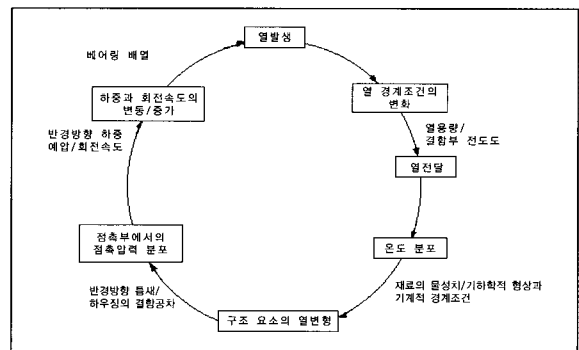 열발생
베어링 배열
하중과 회전속도의
변동/증가
열 경계조건의
변화
반경방향 하중
예압/회전속도
열용량/
결합부 전도도
열전달
접촉부에서의
접촉압력 분포
온도 분포
반경방향 틈새/
하우징의 결합공차
재료의 물성치/기하학적 형상과
기계적 경계조건
구조 요소의 열변형